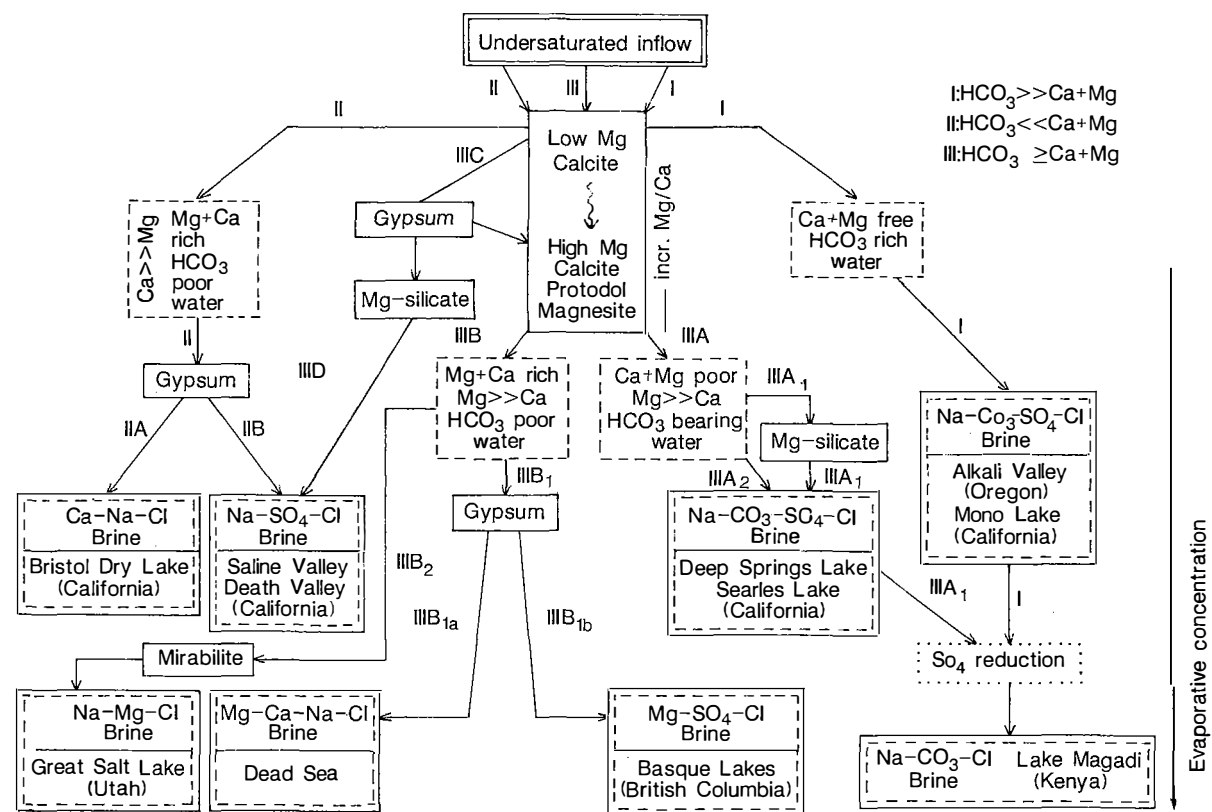 Undersaturated inflow
II
III
I
I:HCO₃>>Ca+Mg
II:HCO₃<<Ca+Mg
III:HCO₃ ≥Ca+Mg
II
I
Low Mg
Calcite
High Mg
Calcite
Protodol
Magnesite
incr. Mg/Ca
IIIC
Gypsum
Mg-silicate
Ca>>Mg
Mg+Ca
rich
HCO₃
poor
water
Ca+Mg free
HCO₃ rich
water
II
Gypsum
IIID
IIIB
IIIA
I
Mg+Ca rich
Mg>>Ca
HCO₃ poor
water
Ca+Mg poor
Mg>>Ca
HCO₃ bearing
water
IIIA₁
Mg-silicate
IIA
IIB
IIIB₁
IIIA₂
IIIA₁
Na-Co₃-SO₄-Cl
Brine
Alkali Valley
(Oregon)
Mono Lake
(California)
Ca-Na-Cl
Brine
Bristol Dry Lake
(California)
Na-SO₄-Cl
Brine
Saline Valley
Death Valley
(California)
Gypsum
Na-CO₃-SO₄-Cl
Brine
Deep Springs Lake
Searles Lake
(California)
IIIB₂
IIIB₁ₐ
IIIB₁b
IIIA₁
I
Mirabilite
So₄ reduction
Na-Mg-Cl
Brine
Great Salt Lake
(Utah)
Mg-Ca-Na-Cl
Brine
Dead Sea
Mg-SO₄-Cl
Brine
Basque Lakes
(British Columbia)
Na-CO₃-Cl
Brine
Lake Magadi
(Kenya)
Evaporative concentration